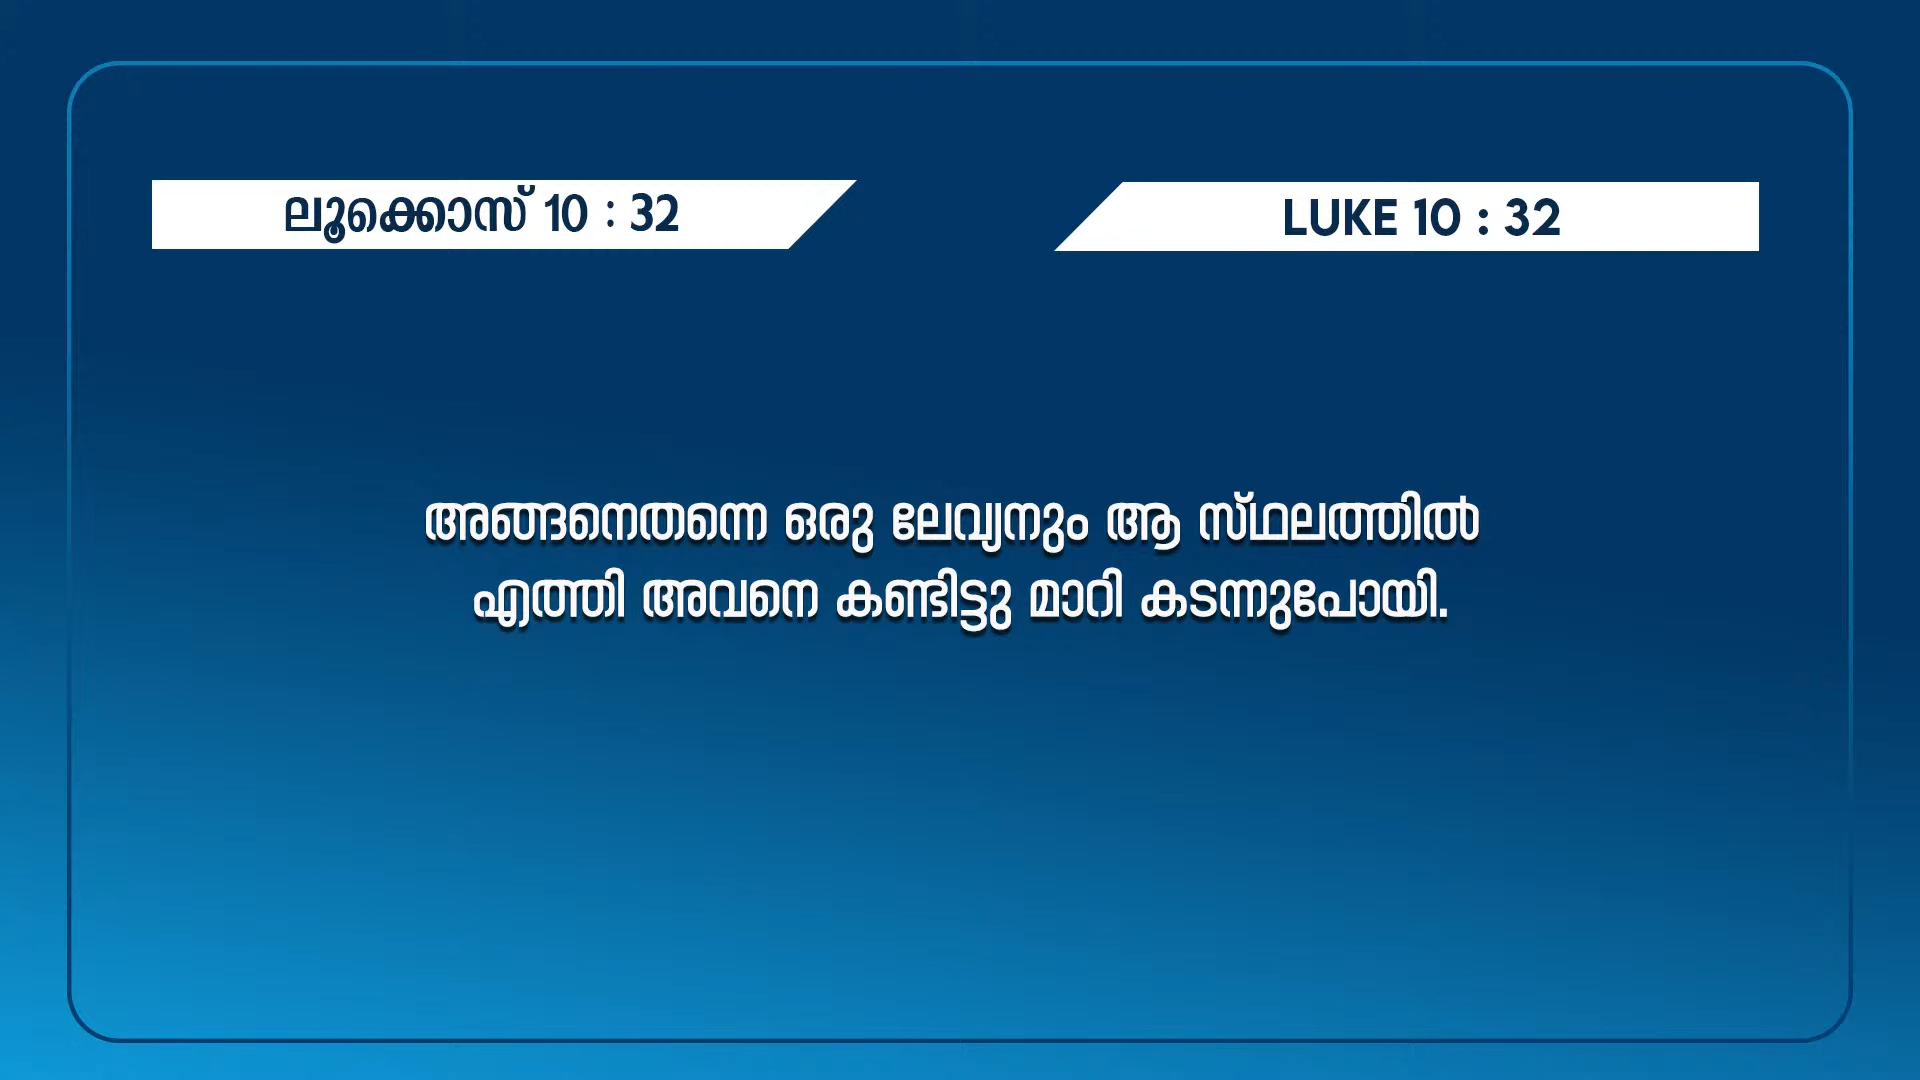 ലൂക്കൊസ് 10 : 32
LUKE 10 : 32
അങ്ങനെതന്നെ ഒരു ലേവ്യനും ആ സ്ഥലത്തിൽ
എത്തി അവനെ കണ്ടിട്ടു മാറി കടന്നുപോയി.